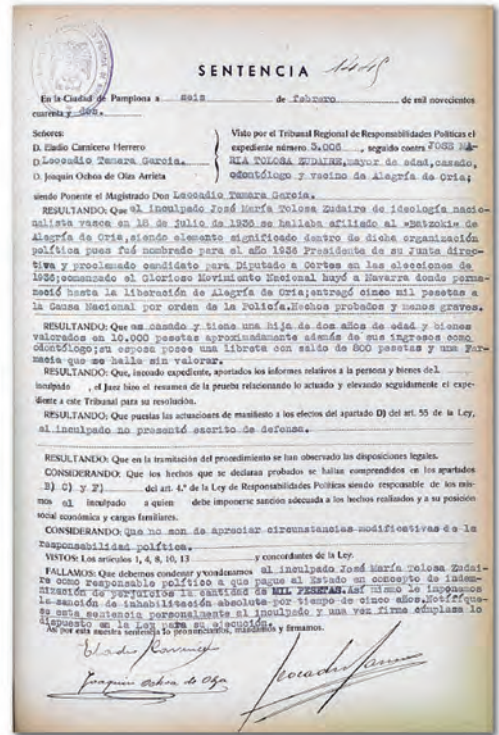 SENTENCIA
En la Ciudad de Pamplona a seis de febrero de mil novecientos
cuarenta y dos.
Señores:
D. Eladio Carnicero Herrero
D. Leocadio Tamara García.
D. Joaquín Ochoa de Olza Arrieta
Visto por el Tribunal Regional de Responsabilidades Políticas el
expediente número 3.006, seguido contra JOSE MA-
RIA TOLOSA ZUDAIRE, mayor de edad, casado,
odontólogo y vecino de Alegría de Oria;
siendo Ponente el Magistrado Don Leocadio Tamara García.
RESULTANDO: Que el inculpado José María Tolosa Zudaire de ideología nacio-
nalista vasca en 18 de julio de 1936 se hallaba afiliado al «Batzoki» de
Alegría de Oria, siendo elemento significado dentro de dicha organización
política pues fué nombrado para el año 1936 Presidente de su Junta direc-
tiva y proclamado candidato para Diputado a Cortes en las elecciones de
1936; comenzado el Glorioso Movimiento Nacional huyó a Navarra donde perma-
neció hasta la liberación de Alegría de Oria; entragó cinco mil pesetas a
la Causa Nacional por orden de la Policía. Hechos probados y menos graves.
RESULTANDO: Que es casado y tiene una hija de dos años de edad y bienes
valorados en 10.000 pesetas aproximadamente además de sus ingresos como
odontólogo; su esposa posee una libreta con saldo de 800 pesetas y una Far-
macia que se halla sin valorar.
RESULTANDO: Que, incoado expediente, aportados los informes relativos a la persona y bienes del
inculpado, el Juez hizo el resumen de la prueba relacionando lo actuado y elevando seguidamente el expe-
diente a este Tribunal para su resolución.
RESULTANDO: Que puestas las actuaciones de manifiesto a los efectos del apartado D) del art. 55 de la Ley,
el inculpado no presentó escrito de defensa.
RESULTANDO: Que en la tramitación del procedimiento se han observado las disposiciones legales.
CONSIDERANDO: Que los hechos que se declaran probados se hallan comprendidos en los apartados
B) C) y F) del art. 4.º de la Ley de Responsabilidades Políticas siendo responsable de los mis-
mos el inculpado a quien debe imponerse sanción adecuada a los hechos realizados y a su posición
social económica y cargas familiares.
CONSIDERANDO: Que no son de apreciar circunstancias modificativas de la
responsabilidad política.
VISTOS: Los artículos 1, 4, 8, 10, 13 y concordantes de la Ley.
FALLAMOS: Que debemos condenar y condenamos al inculpado José María Tolosa Zudai-
re como responsable político a que pague al Estado en concepto de indem-
nización de perjuicios la cantidad de MIL PESETAS. Así mismo le imponemos
la sanción de inhabilitación absoluta por tiempo de cinco años. Notifíque-
se esta sentencia personalmente al inculpado y una vez firme cúmplase lo
dispuesto en la Ley para su ejecución.
Así por esta nuestra sentencia lo pronunciamos, mandamos y firmamos.
Joaquín Ochoa de Olza